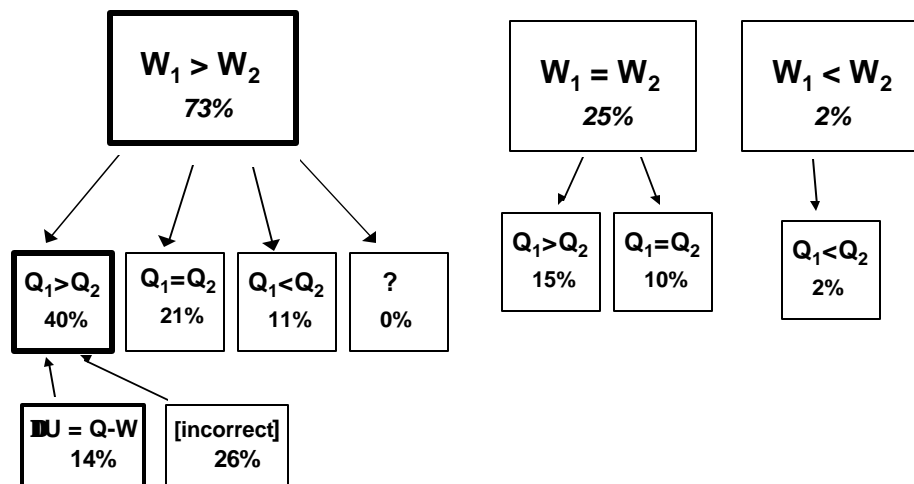 W₁ > W₂
73%
W₁ = W₂
25%
W₁ < W₂
2%
Q₁>Q₂
40%
Q₁=Q₂
21%
Q₁<Q₂
11%
?
0%
Q₁>Q₂
15%
Q₁=Q₂
10%
Q₁<Q₂
2%
U = Q-W
14%
[incorrect]
26%